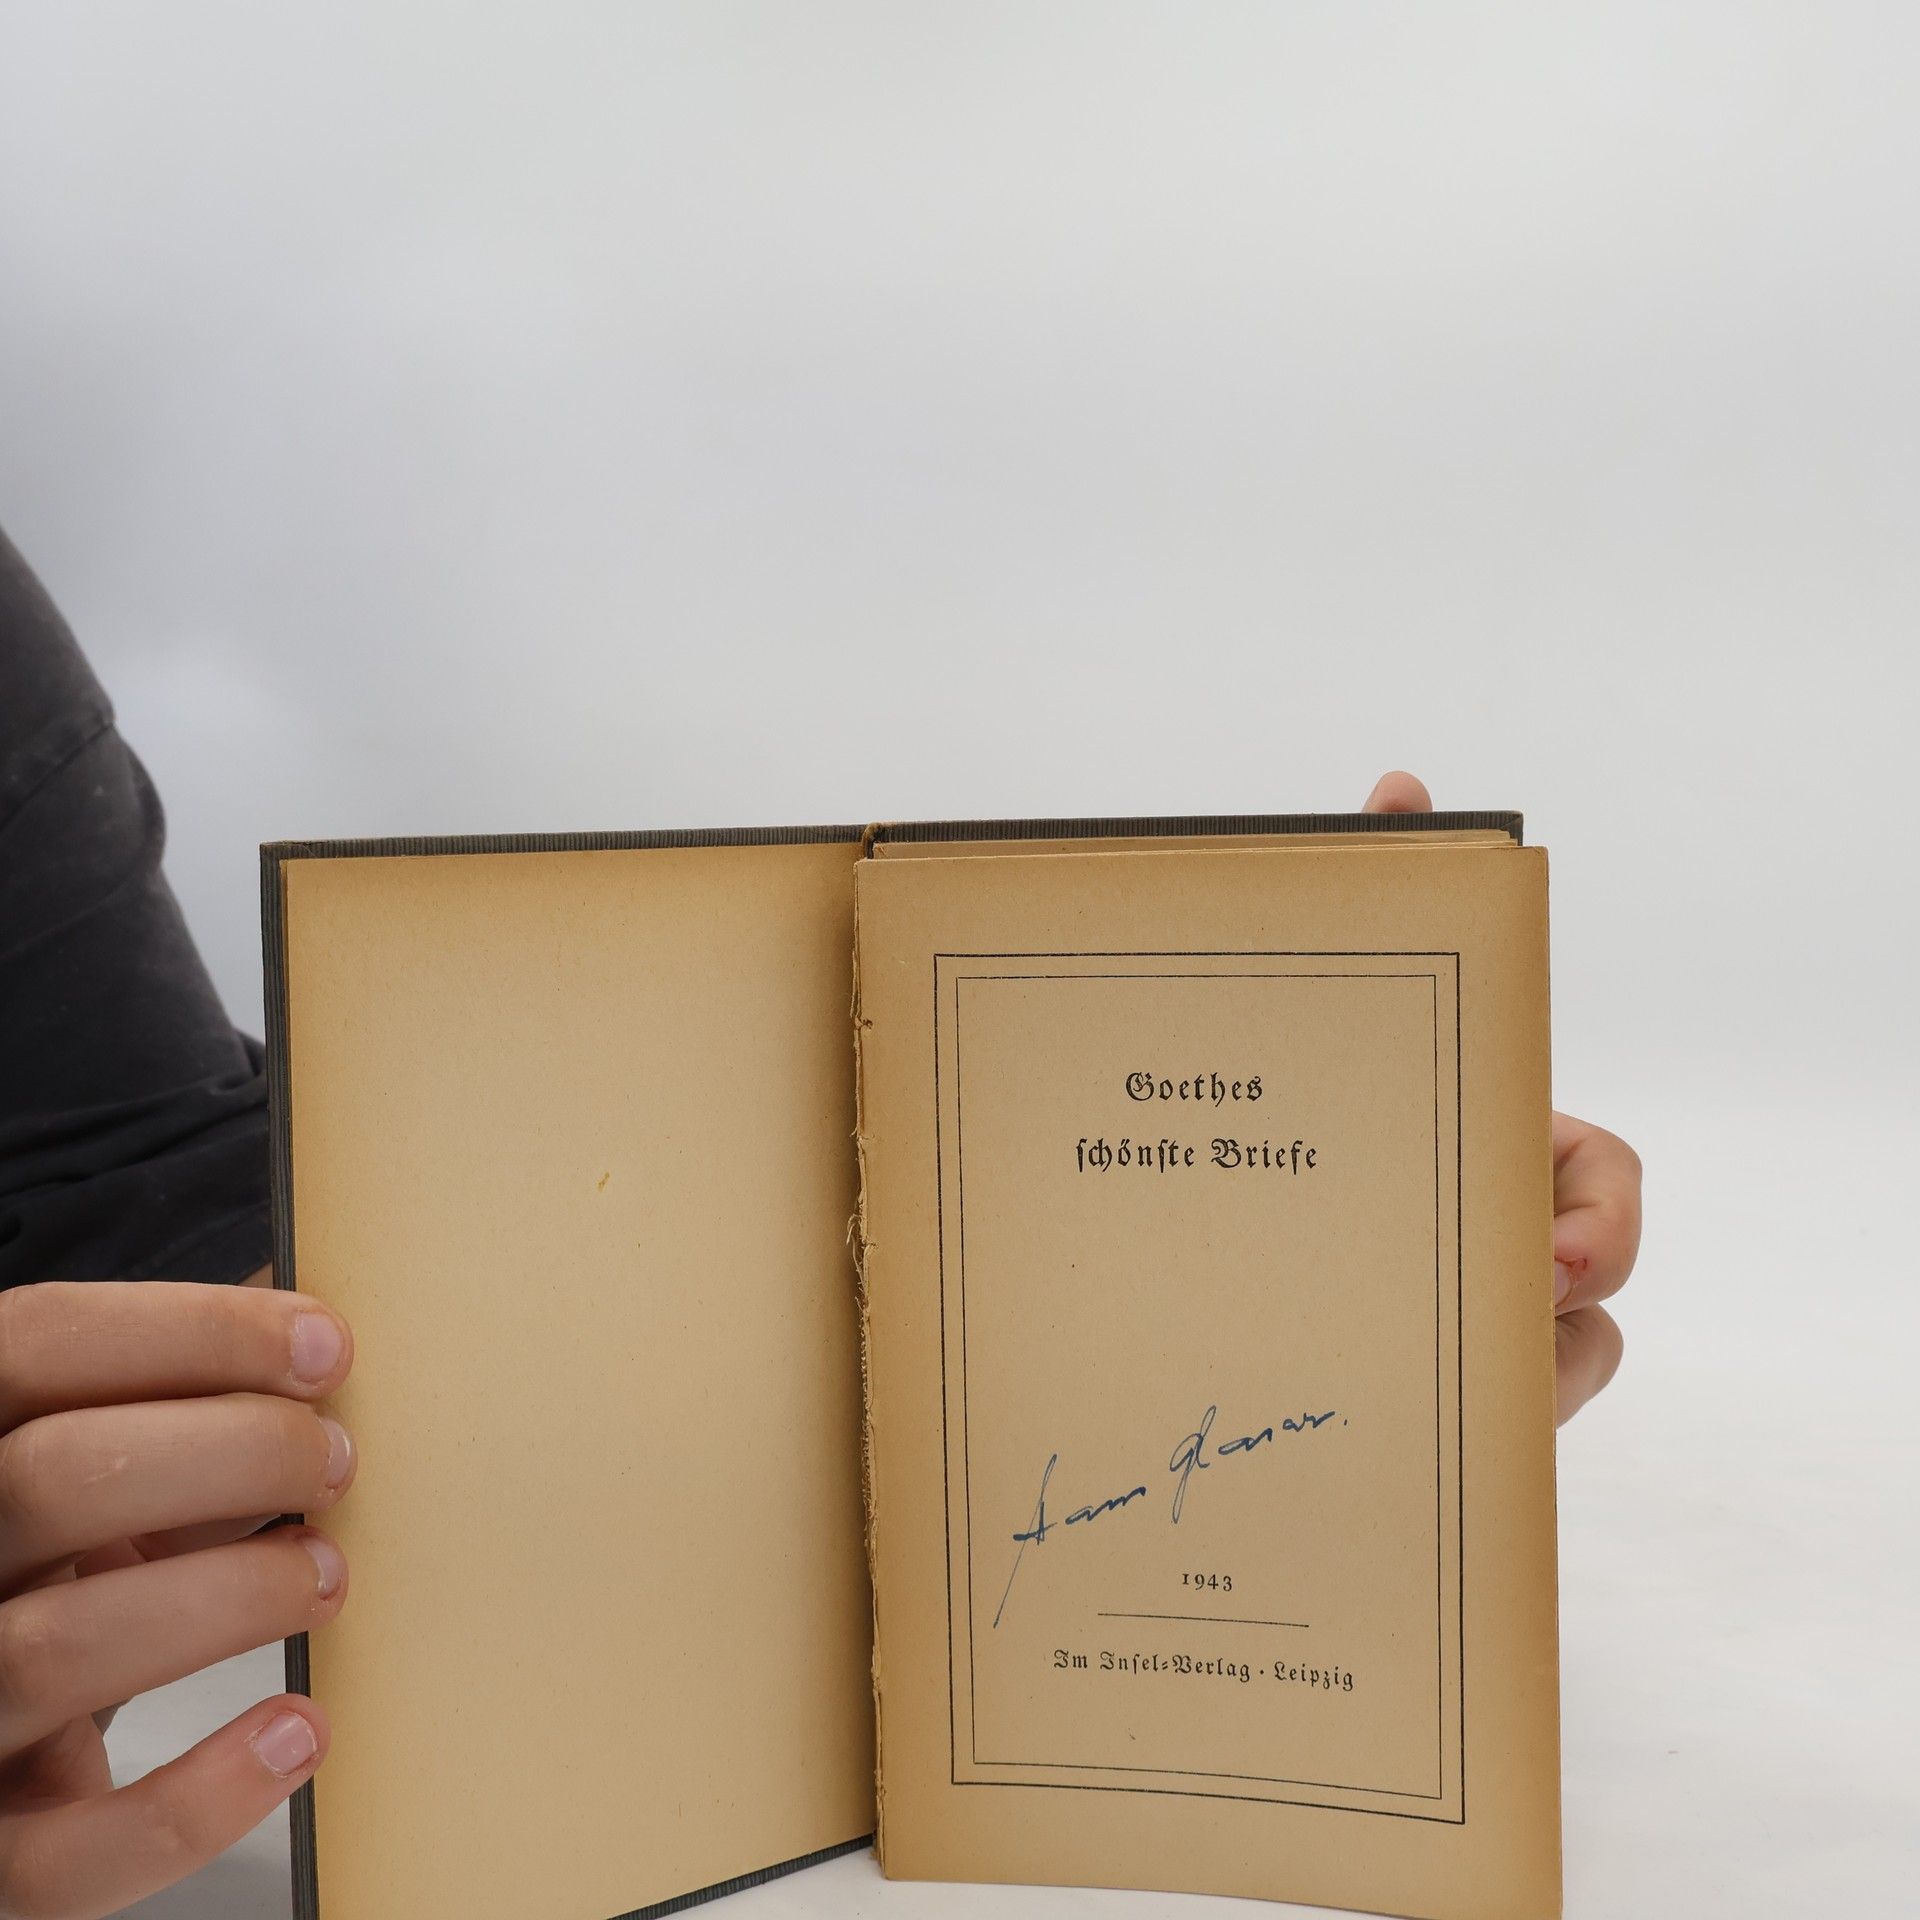 Goethes
schönste Briefe
1943
Im Insel-Verlag · Leipzig